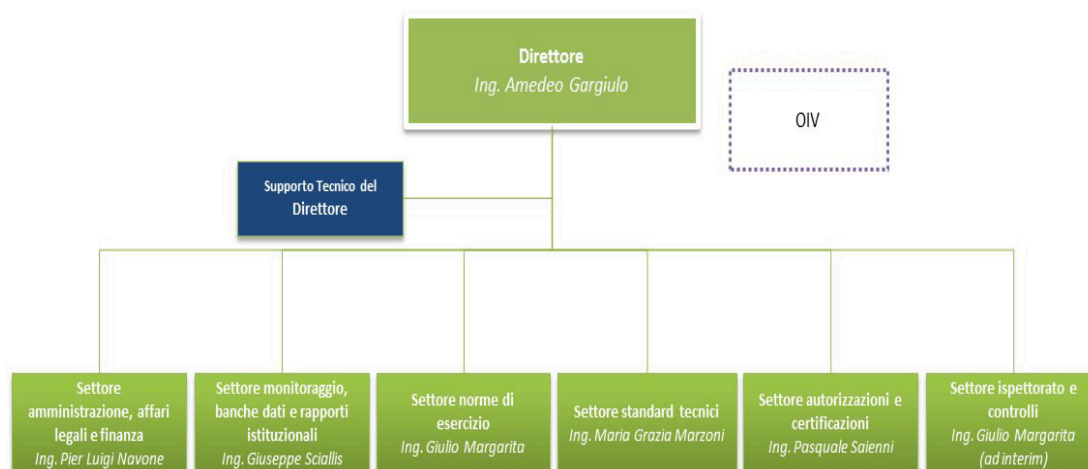 Direttore
Ing. Amedeo Gargiulo
OIV
Supporto Tecnico del
Direttore
Settore
amministrazione, affari
legali e finanza
Ing. Pier Luigi Navone
Settore monitoraggio,
banche dati e rapporti
istituzionali
Ing. Giuseppe Sciallis
Settore norme di
esercizio
Ing. Giulio Margarita
Settore standard tecnici
Ing. Maria Grazia Marzoni
Settore autorizzazioni e
certificazioni
Ing. Pasquale Saienni
Settore ispettorato e
controlli
Ing. Giulio Margarita
(ad interim)